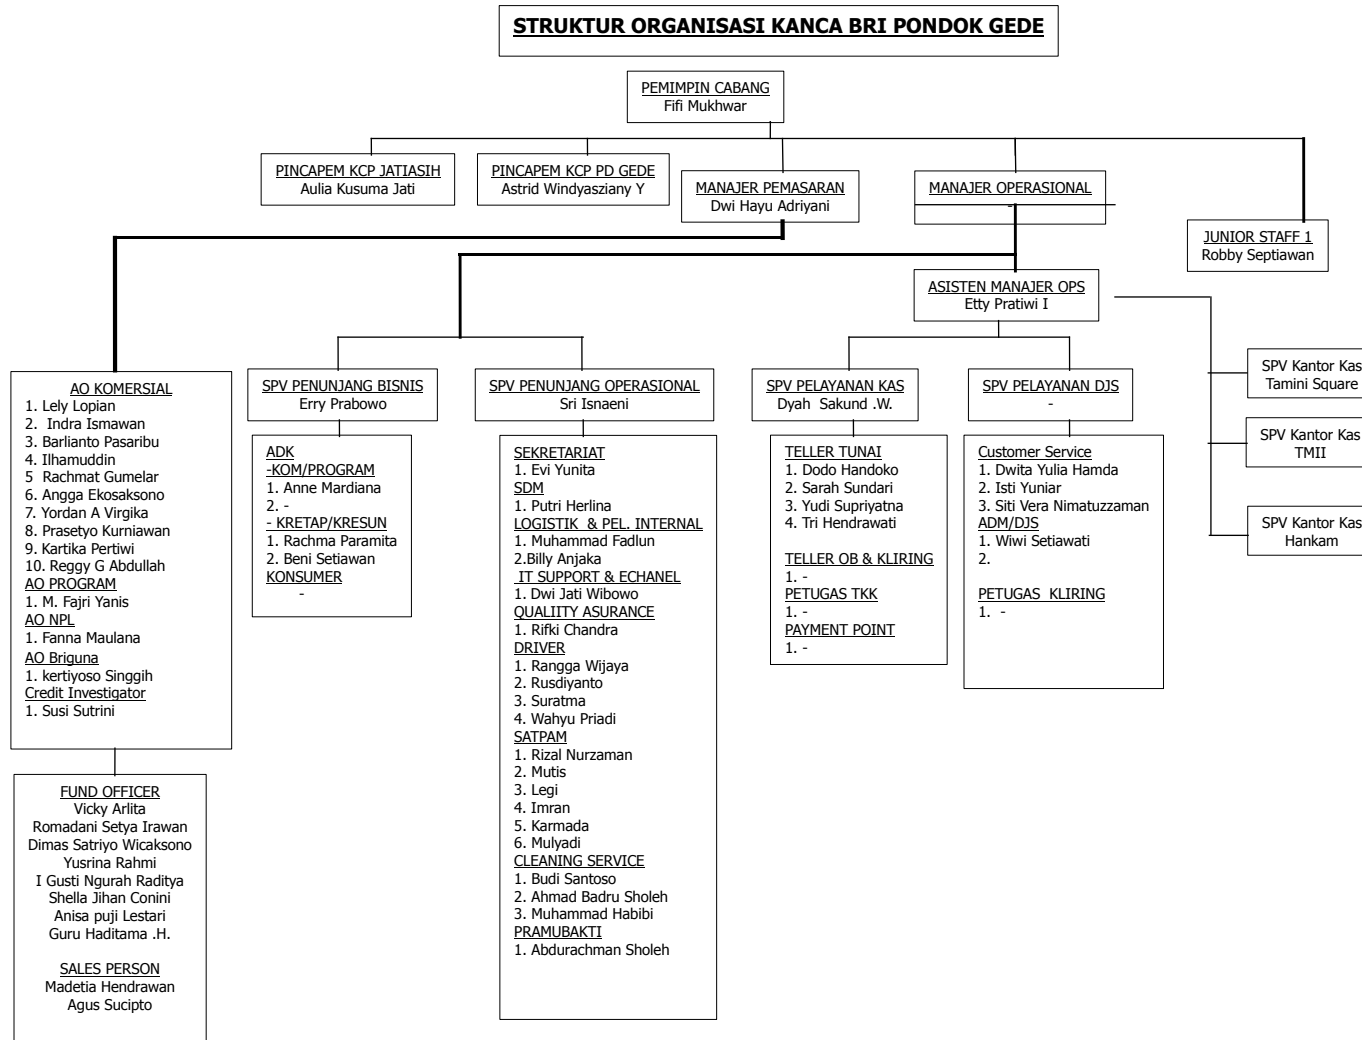 STRUKTUR ORGANISASI KANCA BRI PONDOK GEDE
PEMIMPIN CABANG
Fifi Mukhwar
PINCAPEM KCP JATIASIH
Aulia Kusuma Jati
PINCAPEM KCP PD GEDE
Astrid Windyasziany Y
MANAJER PEMASARAN
Dwi Hayu Adriyani
MANAJER OPERASIONAL
-
JUNIOR STAFF 1
Robby Septiawan
ASISTEN MANAJER OPS
Etty Pratiwi I
SPV Kantor Kas
Tamini Square
SPV Kantor Kas
TMII
SPV Kantor Kas
Hankam
AO KOMERSIAL
1. Lely Lopian
2.  Indra Ismawan
3. Barlianto Pasaribu
4. Ilhamuddin
5  Rachmat Gumelar
6. Angga Ekosaksono
7. Yordan A Virgika
8. Prasetyo Kurniawan
9. Kartika Pertiwi
10. Reggy G Abdullah
AO PROGRAM
1. M. Fajri Yanis
AO NPL
1. Fanna Maulana
AO Briguna
1. kertiyoso Singgih
Credit Investigator
1. Susi Sutrini
FUND OFFICER
Vicky Arlita
Romadani Setya Irawan
Dimas Satriyo Wicaksono
Yusrina Rahmi
I Gusti Ngurah Raditya
Shella Jihan Conini
Anisa puji Lestari
Guru Haditama .H.
SALES PERSON
Madetia Hendrawan
Agus Sucipto
SPV PENUNJANG BISNIS
Erry Prabowo
ADK
-KOM/PROGRAM
1. Anne Mardiana
2. -
- KRETAP/KRESUN
1. Rachma Paramita
2. Beni Setiawan
KONSUMER
-
SPV PENUNJANG OPERASIONAL
Sri Isnaeni
SEKRETARIAT
1. Evi Yunita
SDM
1. Putri Herlina
LOGISTIK  & PEL. INTERNAL
1. Muhammad Fadlun
2.Billy Anjaka
IT SUPPORT & ECHANEL
1. Dwi Jati Wibowo
QUALIITY ASURANCE
1. Rifki Chandra
DRIVER
1. Rangga Wijaya
2. Rusdiyanto
3. Suratma
4. Wahyu Priadi
SATPAM
1. Rizal Nurzaman
2. Mutis
3. Legi
4. Imran
5. Karmada
6. Mulyadi
CLEANING SERVICE
1. Budi Santoso
2. Ahmad Badru Sholeh
3. Muhammad Habibi
PRAMUBAKTI
1. Abdurachman Sholeh
SPV PELAYANAN KAS
Dyah  Sakund .W.
TELLER TUNAI
1. Dodo Handoko
2. Sarah Sundari
3. Yudi Supriyatna
4. Tri Hendrawati
TELLER OB & KLIRING
1. -
PETUGAS TKK
1. -
PAYMENT POINT
1. -
SPV PELAYANAN DJS
-
Customer Service
1. Dwita Yulia Hamda
2. Isti Yuniar
3. Siti Vera Nimatuzzaman
ADM/DJS
1. Wiwi Setiawati
2.
PETUGAS  KLIRING
1.  -